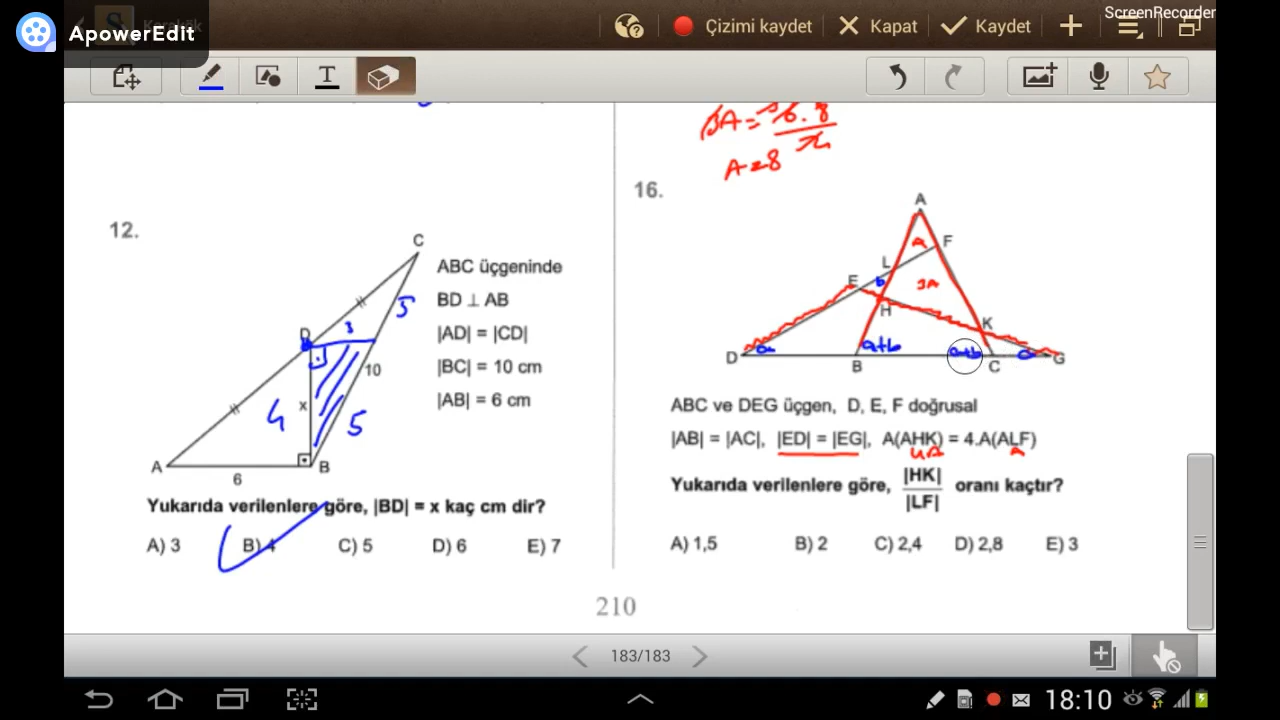 ScreenRecorder
ApowerEdit
Çizimi kaydet
Kapat
Kaydet
T
A = 8
12.
C
D
3
5
10
x
4
5
A
6
B
ABC üçgeninde
BD ⊥ AB
|AD| = |CD|
|BC| = 10 cm
|AB| = 6 cm
Yukarıda verilenlere göre, |BD| = x kaç cm dir?
A) 3 B) 4 C) 5 D) 6 E) 7
16.
A
F
A
L
E
b
3A
H
K
D
a
a+b
a+b
a
G
B
C
ABC ve DEG üçgen, D, E, F doğrusal
|AB| = |AC|, |ED| = |EG|, A(AHK) = 4.A(ALF)
4A A
Yukarıda verilenlere göre, |HK| / |LF| oranı kaçtır?
A) 1,5 B) 2 C) 2,4 D) 2,8 E) 3
210
183/183
18:10